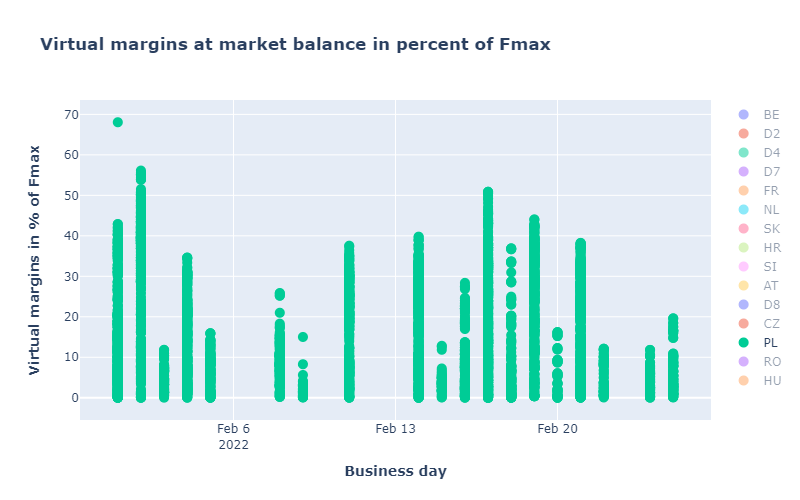 Virtual margins at market balance in percent of Fmax
Virtual margins in % of Fmax
70
60
50
40
30
20
10
0
Feb 6
2022
Feb 13
Feb 20
Business day
BE
D2
D4
D7
FR
NL
SK
HR
SI
AT
D8
CZ
PL
RO
HU